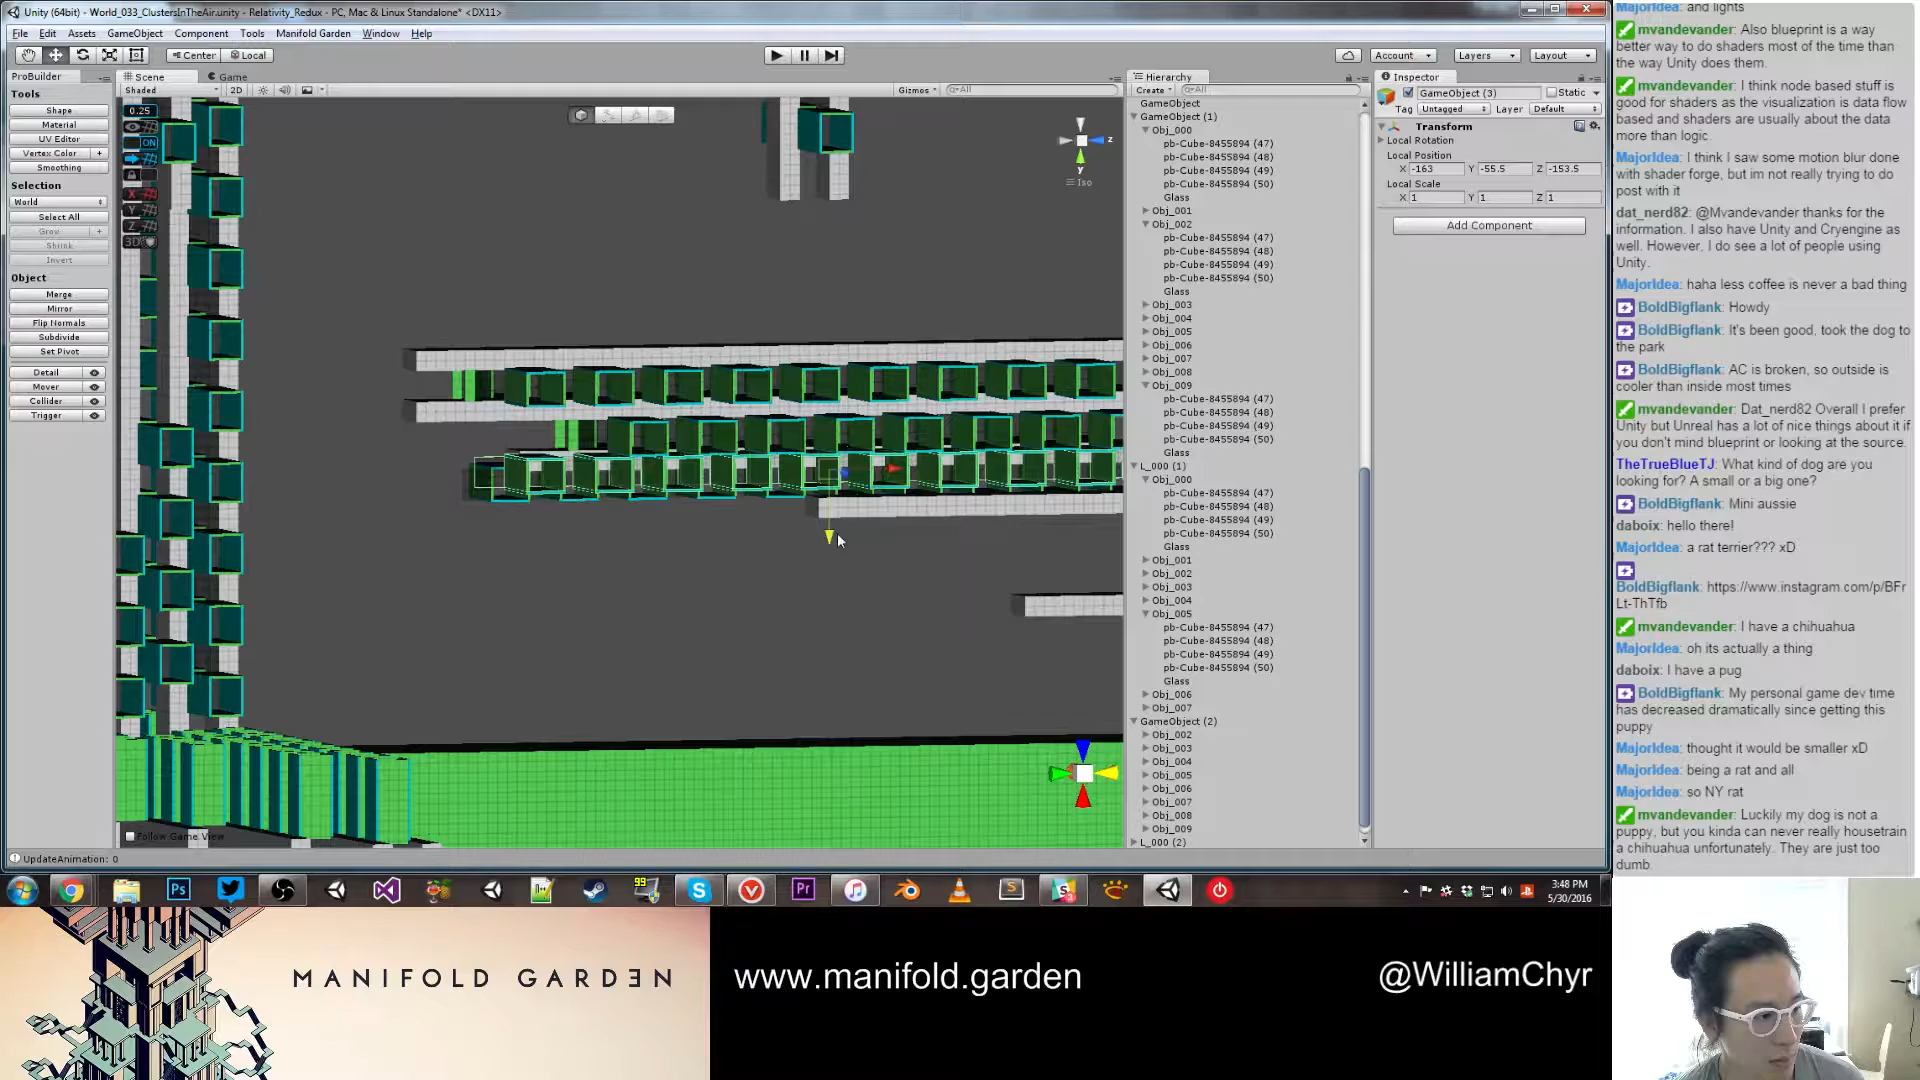 Unity (64bit) - World_033_ClustersInTheAir.unity - Relativity_Redux - PC, Mac & Linux Standalone* <DX11>
File Edit Assets GameObject Component Tools Manifold Garden Window Help
Center Local Account Layers Layout
ProBuilder
Tools
Shape
Material
UV Editor
Vertex Color +
Smoothing
Selection
World
Select All
Grow +
Shrink
Invert
Object
Merge
Mirror
Flip Normals
Subdivide
Set Pivot
Detail
Mover
Collider
Trigger
Scene Game
Shaded 2D Gizmos All
0.25
ON
X
Y
Z
3D
z
y
Iso
Follow Game View
UpdateAnimation: 0
Hierarchy
Create All
GameObject
GameObject (1)
Obj_000
pb-Cube-8455894 (47)
pb-Cube-8455894 (48)
pb-Cube-8455894 (49)
pb-Cube-8455894 (50)
Glass
Obj_001
Obj_002
pb-Cube-8455894 (47)
pb-Cube-8455894 (48)
pb-Cube-8455894 (49)
pb-Cube-8455894 (50)
Glass
Obj_003
Obj_004
Obj_005
Obj_006
Obj_007
Obj_008
Obj_009
pb-Cube-8455894 (47)
pb-Cube-8455894 (48)
pb-Cube-8455894 (49)
pb-Cube-8455894 (50)
Glass
L_000 (1)
Obj_000
pb-Cube-8455894 (47)
pb-Cube-8455894 (48)
pb-Cube-8455894 (49)
pb-Cube-8455894 (50)
Glass
Obj_001
Obj_002
Obj_003
Obj_004
Obj_005
pb-Cube-8455894 (47)
pb-Cube-8455894 (48)
pb-Cube-8455894 (49)
pb-Cube-8455894 (50)
Glass
Obj_006
Obj_007
GameObject (2)
Obj_002
Obj_003
Obj_004
Obj_005
Obj_006
Obj_007
Obj_008
Obj_009
L_000 (2)
Inspector
GameObject (3) Static
Tag Untagged Layer Default
Transform
Local Rotation
Local Position
X -163 Y -55.5 Z -153.5
Local Scale
X 1 Y 1 Z 1
Add Component
MajorIdea: and lights
mvandevander: Also blueprint is a way
better way to do shaders most of the time than
the way Unity does them.
mvandevander: I think node based stuff is
good for shaders as the visualization is data flow
based and shaders are usually about the data
more than logic.
MajorIdea: I think I saw some motion blur done
with shader forge, but im not really trying to do
post with it
dat_nerd82: @Mvandevander thanks for the
information. I also have Unity and Cryengine as
well. However, I do see a lot of people using
Unity.
MajorIdea: haha less coffee is never a bad thing
BoldBigflank: Howdy
BoldBigflank: It's been good, took the dog to
the park
BoldBigflank: AC is broken, so outside is
cooler than inside most times
mvandevander: Dat_nerd82 Overall I prefer
Unity but Unreal has a lot of nice things about it if
you don't mind blueprint or looking at the source.
TheTrueBlueTJ: What kind of dog are you
looking for? A small or a big one?
BoldBigflank: Mini aussie
daboix: hello there!
MajorIdea: a rat terrier??? xD
BoldBigflank: https://www.instagram.com/p/BFr
Lt-ThTfb
mvandevander: I have a chihuahua
MajorIdea: oh its actually a thing
daboix: I have a pug
BoldBigflank: My personal game dev time
has decreased dramatically since getting this
puppy
MajorIdea: thought it would be smaller xD
MajorIdea: being a rat and all
MajorIdea: so NY rat
mvandevander: Luckily my dog is not a
puppy, but you kinda can never really housetrain
a chihuahua unfortunately. They are just too
dumb.
Ps 99 Pr S
3:48 PM
5/30/2016
MANIFOLD GARDƎN
www.manifold.garden
@WilliamChyr